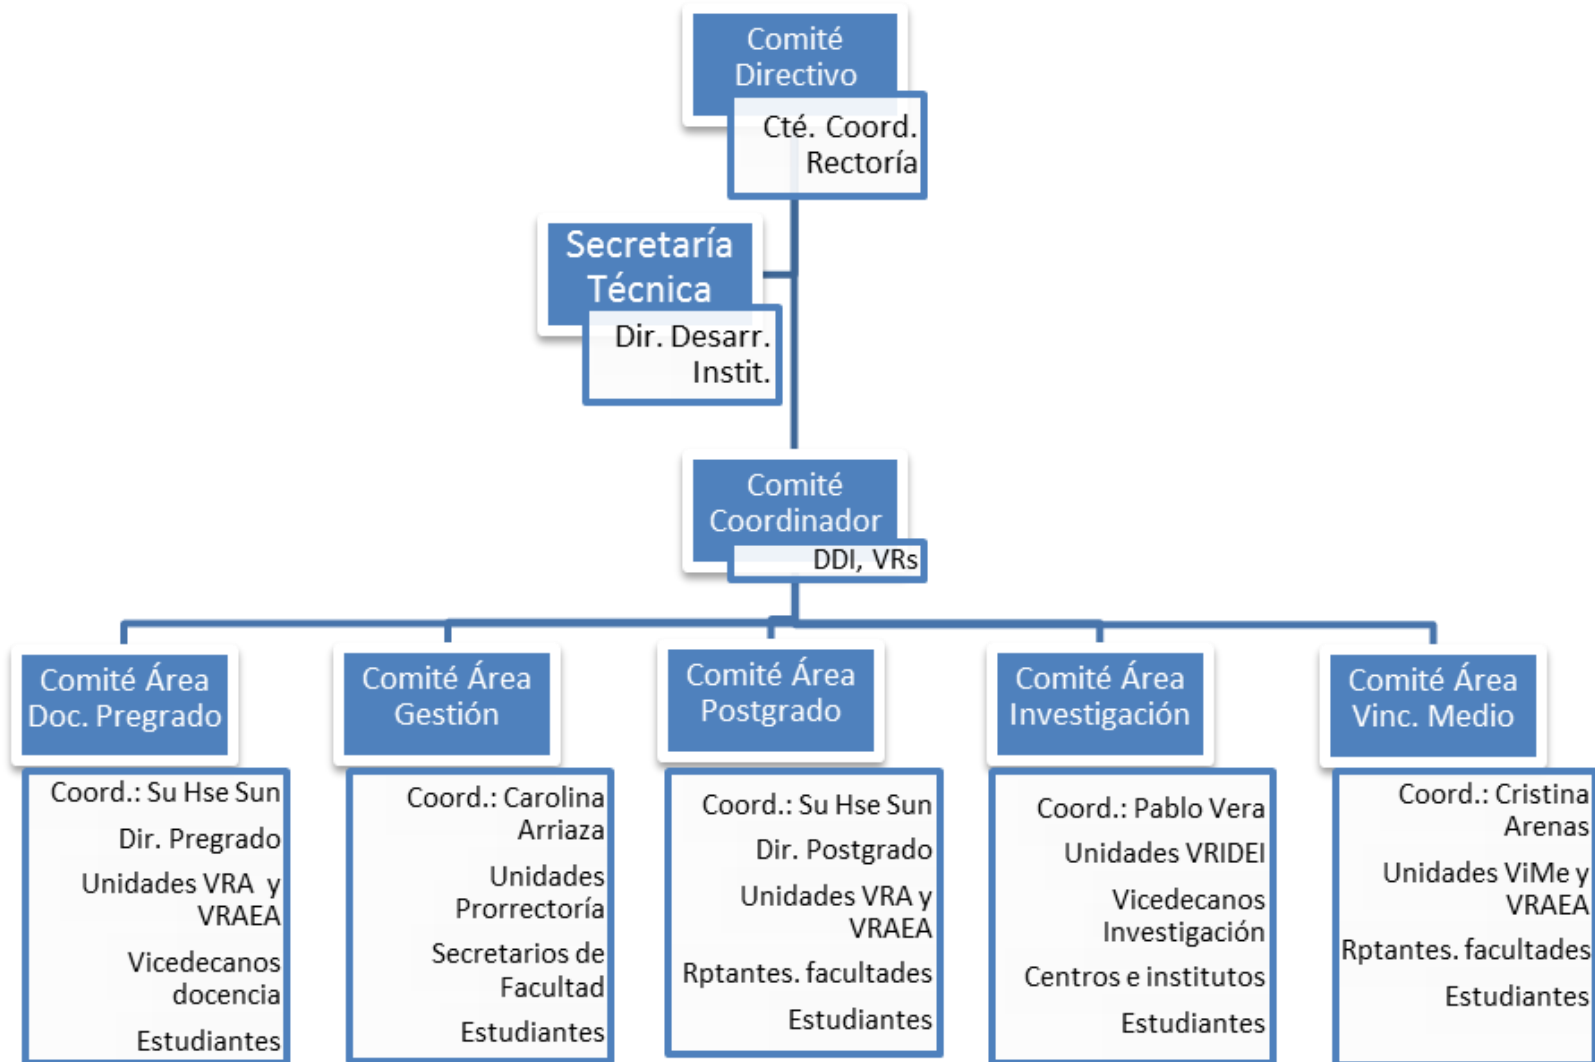 Comité
Directivo
Cté. Coord.
Rectoría
Secretaría
Técnica
Dir. Desarr.
Instit.
Comité
Coordinador
DDI, VRs
Comité Área
Doc. Pregrado
Coord.: Su Hse Sun
Dir. Pregrado
Unidades VRA y
VRAEA
Vicedecanos
docencia
Estudiantes
Comité Área
Gestión
Coord.: Carolina
Arriaza
Unidades
Prorrectoría
Secretarios de
Facultad
Estudiantes
Comité Área
Postgrado
Coord.: Su Hse Sun
Dir. Postgrado
Unidades VRA y
VRAEA
Rptantes. facultades
Estudiantes
Comité Área
Investigación
Coord.: Pablo Vera
Unidades VRIDEI
Vicedecanos
Investigación
Centros e institutos
Estudiantes
Comité Área
Vinc. Medio
Coord.: Cristina
Arenas
Unidades ViMe y
VRAEA
Rptantes. facultades
Estudiantes